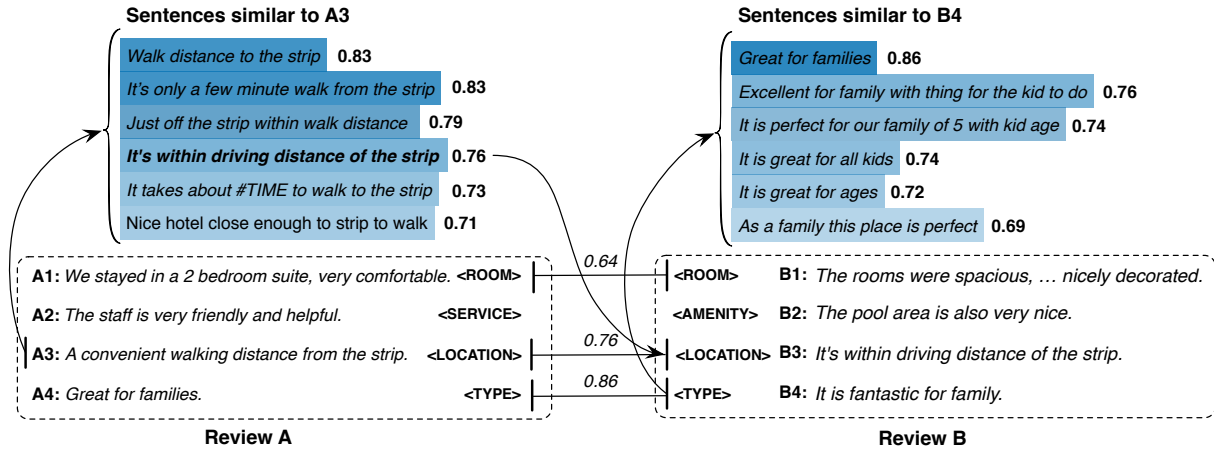 Sentences similar to A3
Walk distance to the strip 0.83
It's only a few minute walk from the strip 0.83
Just off the strip within walk distance 0.79
It's within driving distance of the strip 0.76
It takes about #TIME to walk to the strip 0.73
Nice hotel close enough to strip to walk 0.71
Sentences similar to B4
Great for families 0.86
Excellent for family with thing for the kid to do 0.76
It is perfect for our family of 5 with kid age 0.74
It is great for all kids 0.74
It is great for ages 0.72
As a family this place is perfect 0.69
A1: We stayed in a 2 bedroom suite, very comfortable. <ROOM>
A2: The staff is very friendly and helpful. <SERVICE>
A3: A convenient walking distance from the strip. <LOCATION>
A4: Great for families. <TYPE>
Review A
0.64
0.76
0.86
<ROOM> B1: The rooms were spacious, … nicely decorated.
<AMENITY> B2: The pool area is also very nice.
<LOCATION> B3: It's within driving distance of the strip.
<TYPE> B4: It is fantastic for family.
Review B